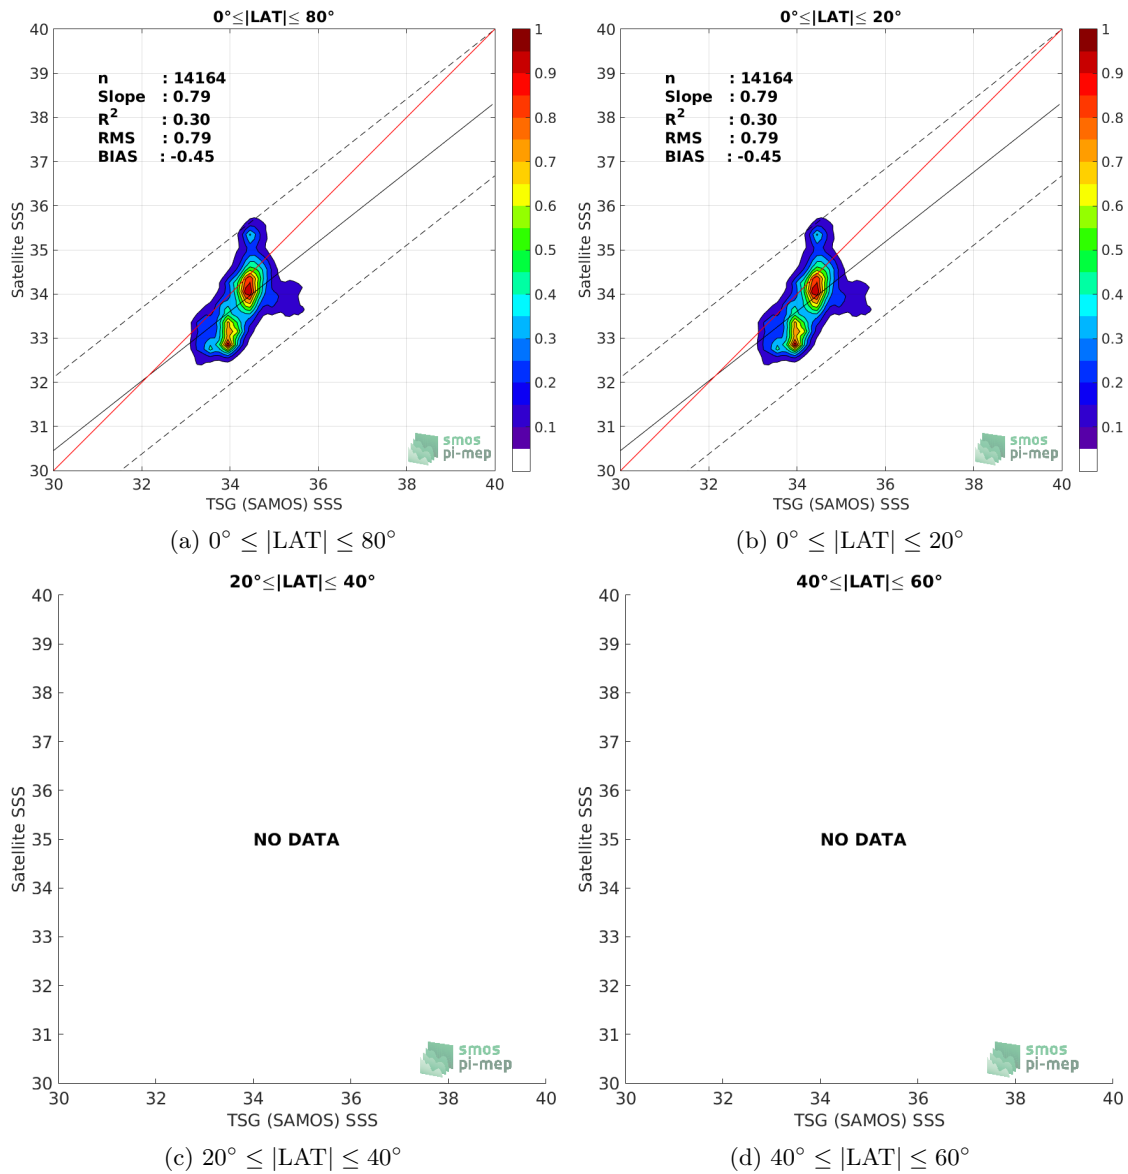 0°≤|LAT|≤ 80°
40
39
38
37
36
35
34
33
32
31
30
Satellite SSS
n : 14164
Slope : 0.79
R² : 0.30
RMS : 0.79
BIAS : -0.45
smos
pi-mep
30 32 34 36 38 40
TSG (SAMOS) SSS
1
0.9
0.8
0.7
0.6
0.5
0.4
0.3
0.2
0.1
(a) 0° ≤ |LAT| ≤ 80°
0°≤|LAT|≤ 20°
40
39
38
37
36
35
34
33
32
31
30
Satellite SSS
n : 14164
Slope : 0.79
R² : 0.30
RMS : 0.79
BIAS : -0.45
smos
pi-mep
30 32 34 36 38 40
TSG (SAMOS) SSS
1
0.9
0.8
0.7
0.6
0.5
0.4
0.3
0.2
0.1
(b) 0° ≤ |LAT| ≤ 20°
20°≤|LAT|≤ 40°
40
39
38
37
36
35
34
33
32
31
30
Satellite SSS
NO DATA
smos
pi-mep
30 32 34 36 38 40
TSG (SAMOS) SSS
(c) 20° ≤ |LAT| ≤ 40°
40°≤|LAT|≤ 60°
40
39
38
37
36
35
34
33
32
31
30
Satellite SSS
NO DATA
smos
pi-mep
30 32 34 36 38 40
TSG (SAMOS) SSS
(d) 40° ≤ |LAT| ≤ 60°